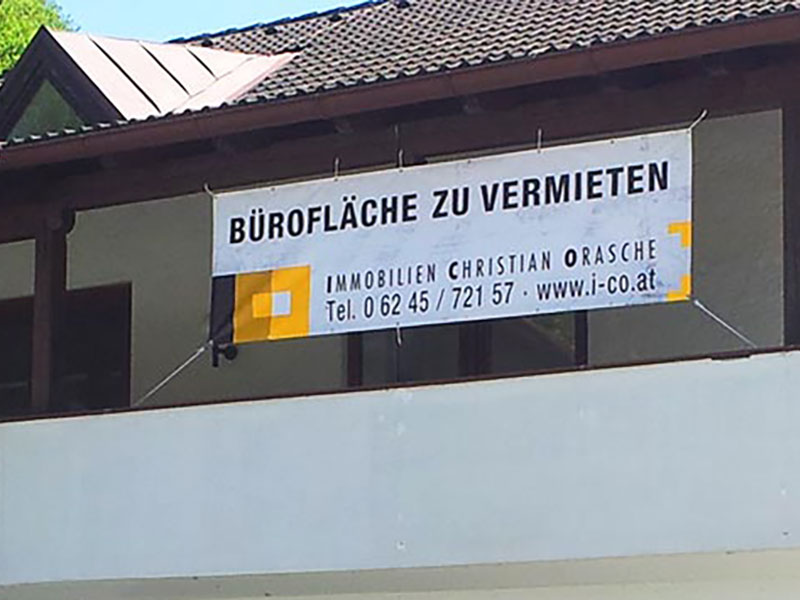 BÜROFLÄCHE ZU VERMIETEN
IMMOBILIEN CHRISTIAN ORASCHE
Tel. 0 62 45 / 721 57 · www.i-co.at